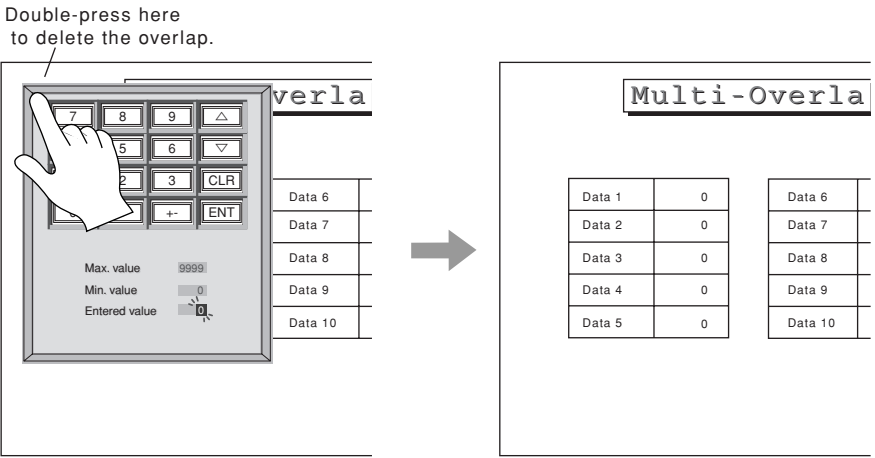 Double-press here
to delete the overlap.
verla
7 8 9 △
5 6 ▽
2 3 CLR
+- ENT
Max. value 9999
Min. value 0
Entered value 0
Data 6
Data 7
Data 8
Data 9
Data 10
Multi-Overla
Data 1 0
Data 2 0
Data 3 0
Data 4 0
Data 5 0
Data 6
Data 7
Data 8
Data 9
Data 10